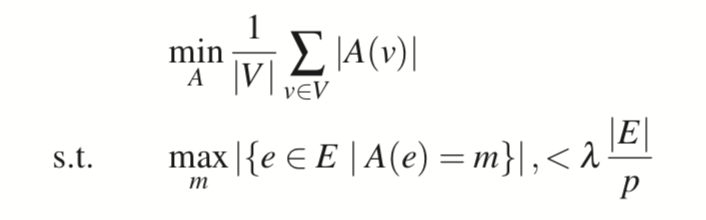 min_A 1/|V| ∑_{v∈V} |A(v)|
s.t. max_m |{e ∈ E | A(e) = m}|, < λ |E|/p